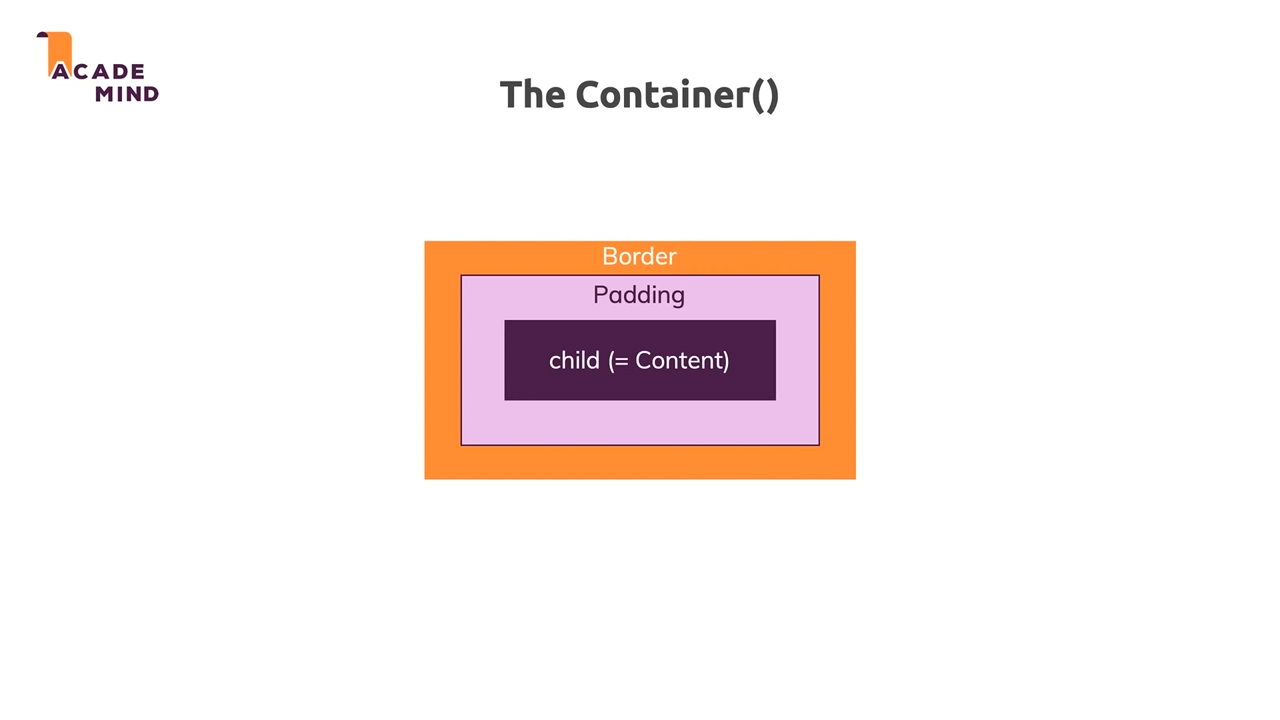 ACADE
MIND
The Container()
Border
Padding
child (= Content)